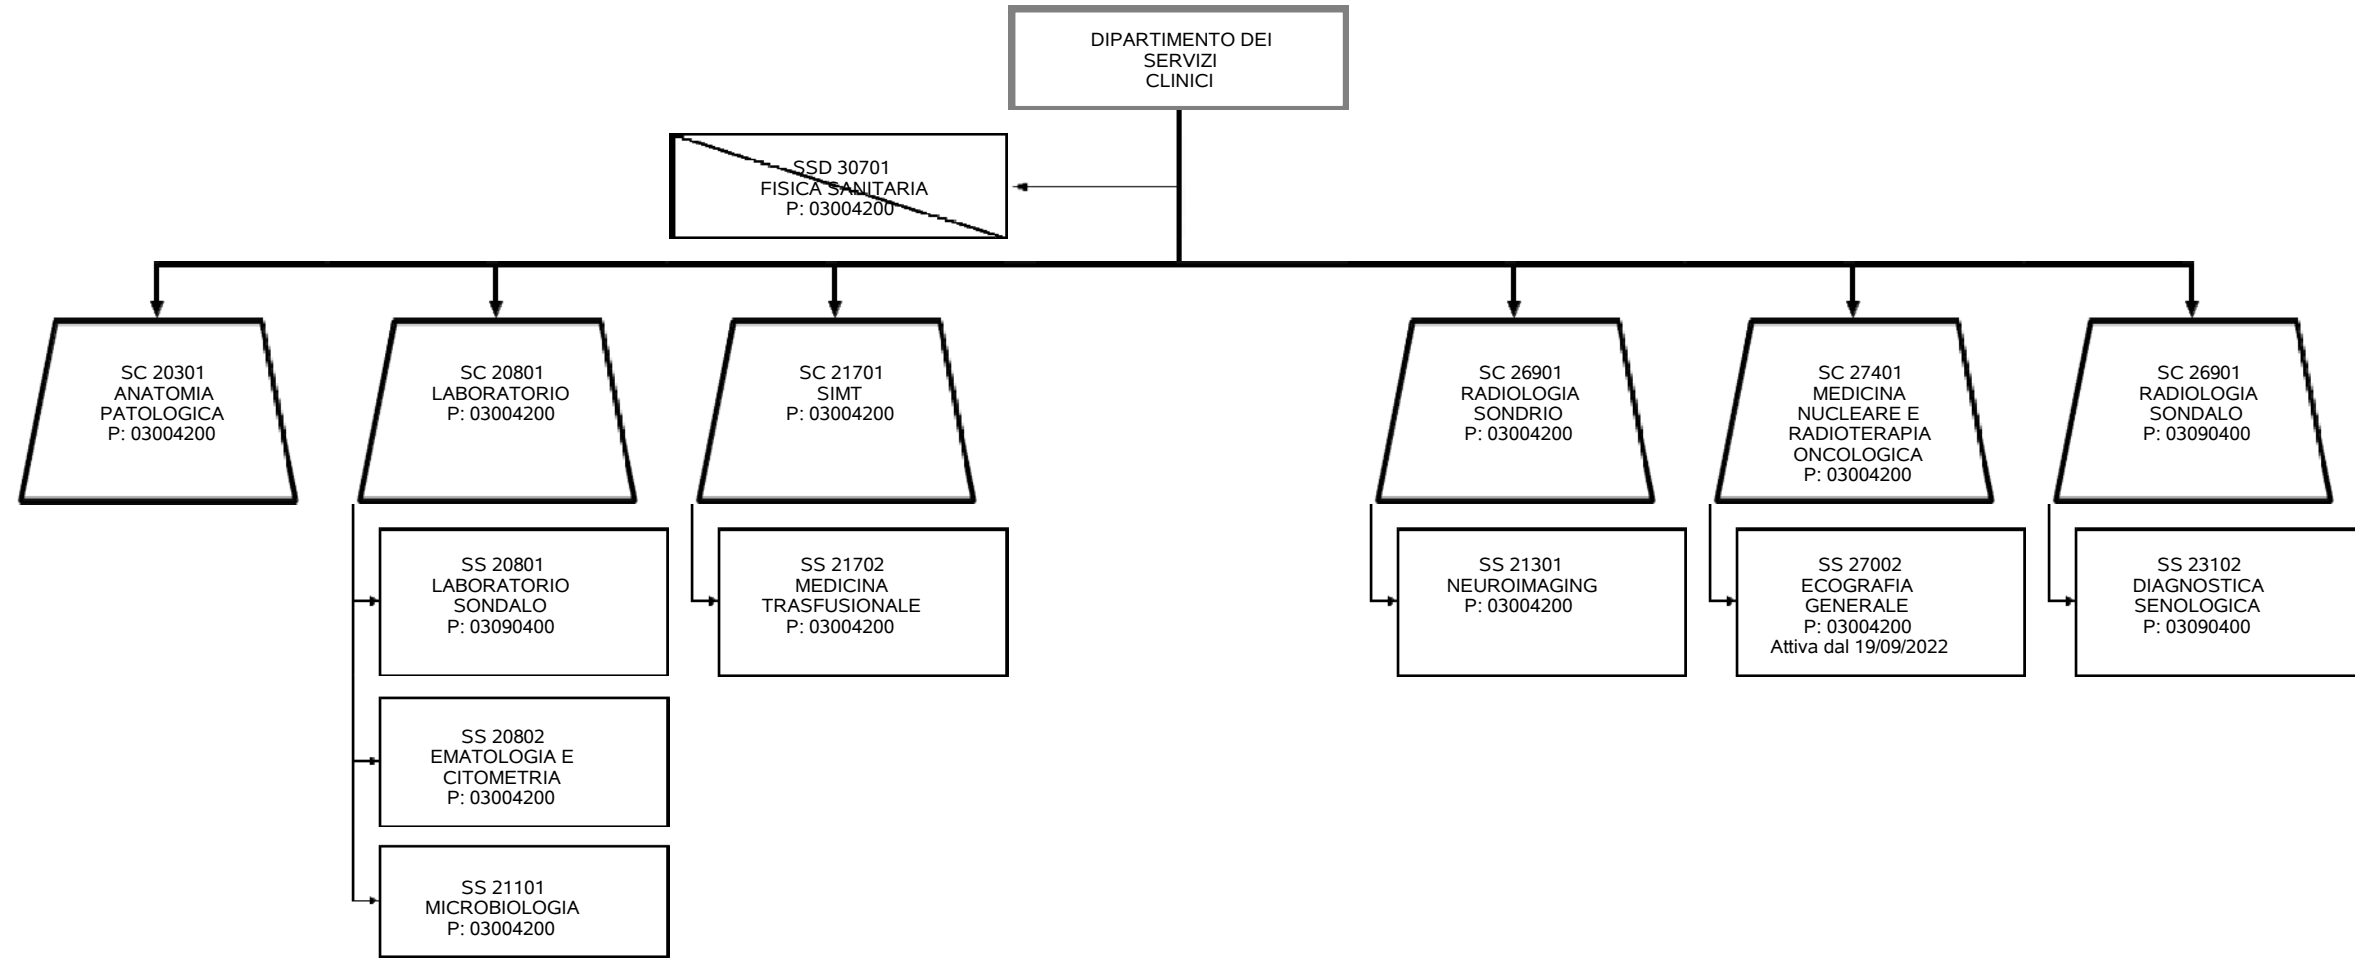 DIPARTIMENTO DEI
SERVIZI
CLINICI
SSD 30701
FISICA SANITARIA
P: 03004200
SC 20301
ANATOMIA
PATOLOGICA
P: 03004200
SC 20801
LABORATORIO
P: 03004200
SC 21701
SIMT
P: 03004200
SC 26901
RADIOLOGIA
SONDRIO
P: 03004200
SC 27401
MEDICINA
NUCLEARE E
RADIOTERAPIA
ONCOLOGICA
P: 03004200
SC 26901
RADIOLOGIA
SONDALO
P: 03090400
SS 20801
LABORATORIO
SONDALO
P: 03090400
SS 21702
MEDICINA
TRASFUSIONALE
P: 03004200
SS 21301
NEUROIMAGING
P: 03004200
SS 27002
ECOGRAFIA
GENERALE
P: 03004200
Attiva dal 19/09/2022
SS 23102
DIAGNOSTICA
SENOLOGICA
P: 03090400
SS 20802
EMATOLOGIA E
CITOMETRIA
P: 03004200
SS 21101
MICROBIOLOGIA
P: 03004200